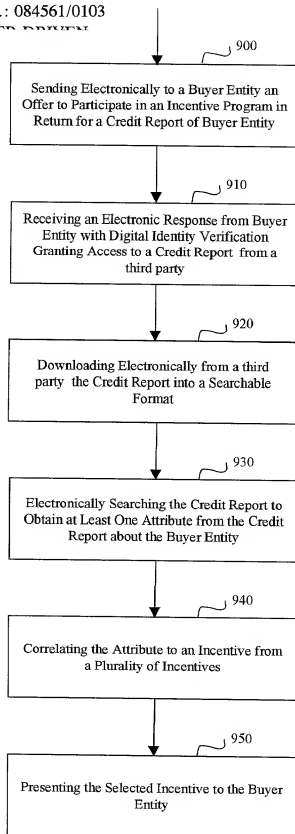 .: 084561/0103
900
Sending Electronically to a Buyer Entity an
Offer to Participate in an Incentive Program in
Return for a Credit Report of Buyer Entity
910
Receiving an Electronic Response from Buyer
Entity with Digital Identity Verification
Granting Access to a Credit Report from a
third party
920
Downloading Electronically from a third
party the Credit Report into a Searchable
Format
930
Electronically Searching the Credit Report to
Obtain at Least One Attribute from the Credit
Report about the Buyer Entity
940
Correlating the Attribute to an Incentive from
a Plurality of Incentives
950
Presenting the Selected Incentive to the Buyer
Entity